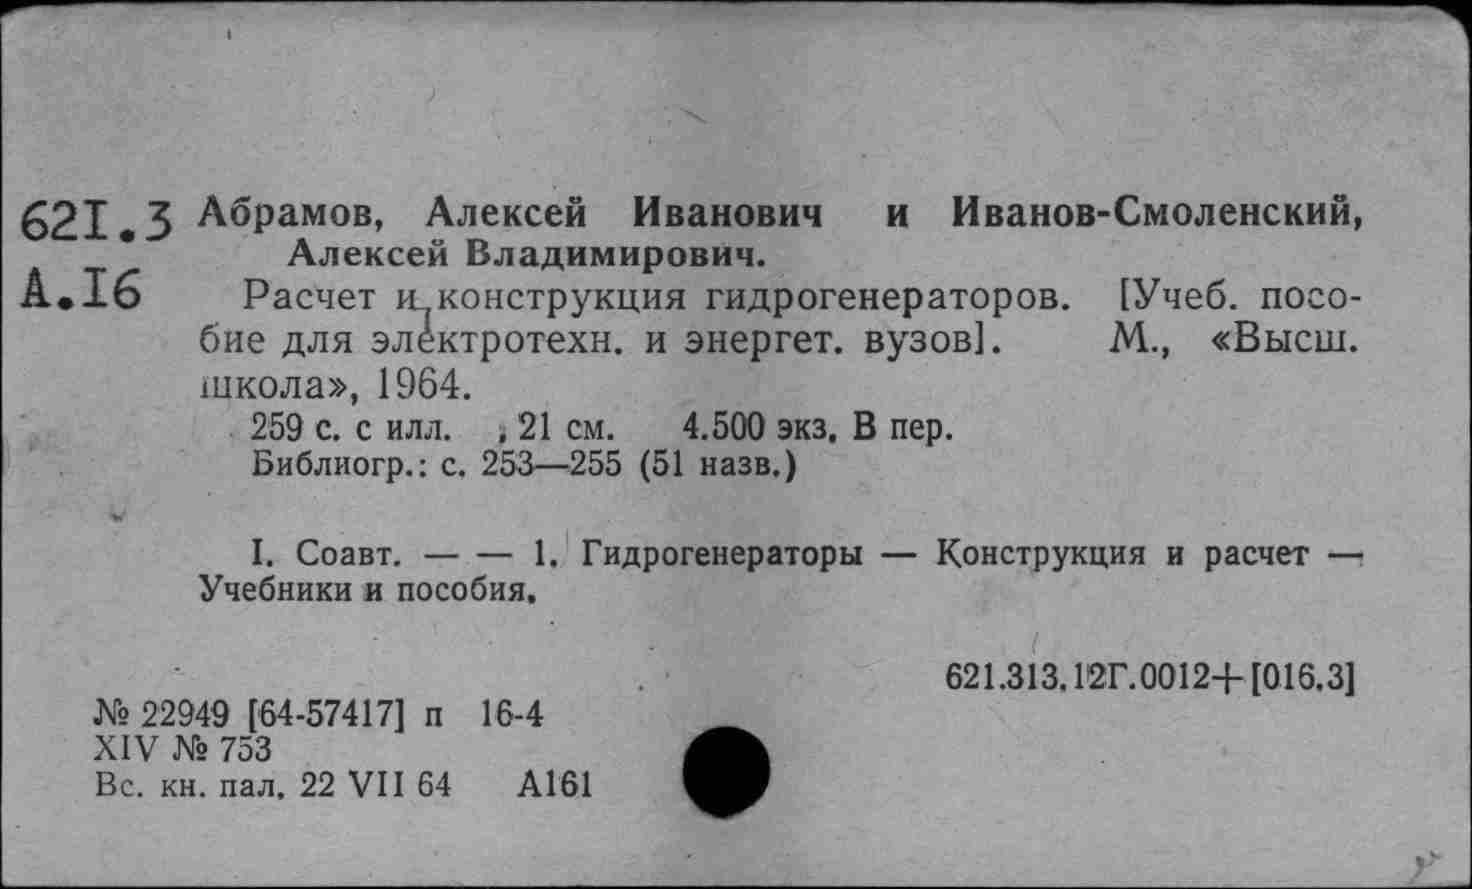 621.3 Абрамов, Алексей Иванович и Иванов-Смоленский,
Алексей Владимирович.
А.I6 Расчет и конструкция гидрогенераторов. [Учеб. посо-
бие для электротехн. и энергет. вузов]. М., «Высш.
школа», 1964.
259 с. с илл. ; 21 см. 4.500 экз. В пер.
Библиогр.: с. 253—255 (51 назв.)
I. Соавт. — — 1. Гидрогенераторы — Конструкция и расчет —
Учебники и пособия.
621.313.12Г.0012+[016.3]
№ 22949 [64-57417] п 16-4
XIV № 753
Вс. кн. пал. 22 VII 64 А161